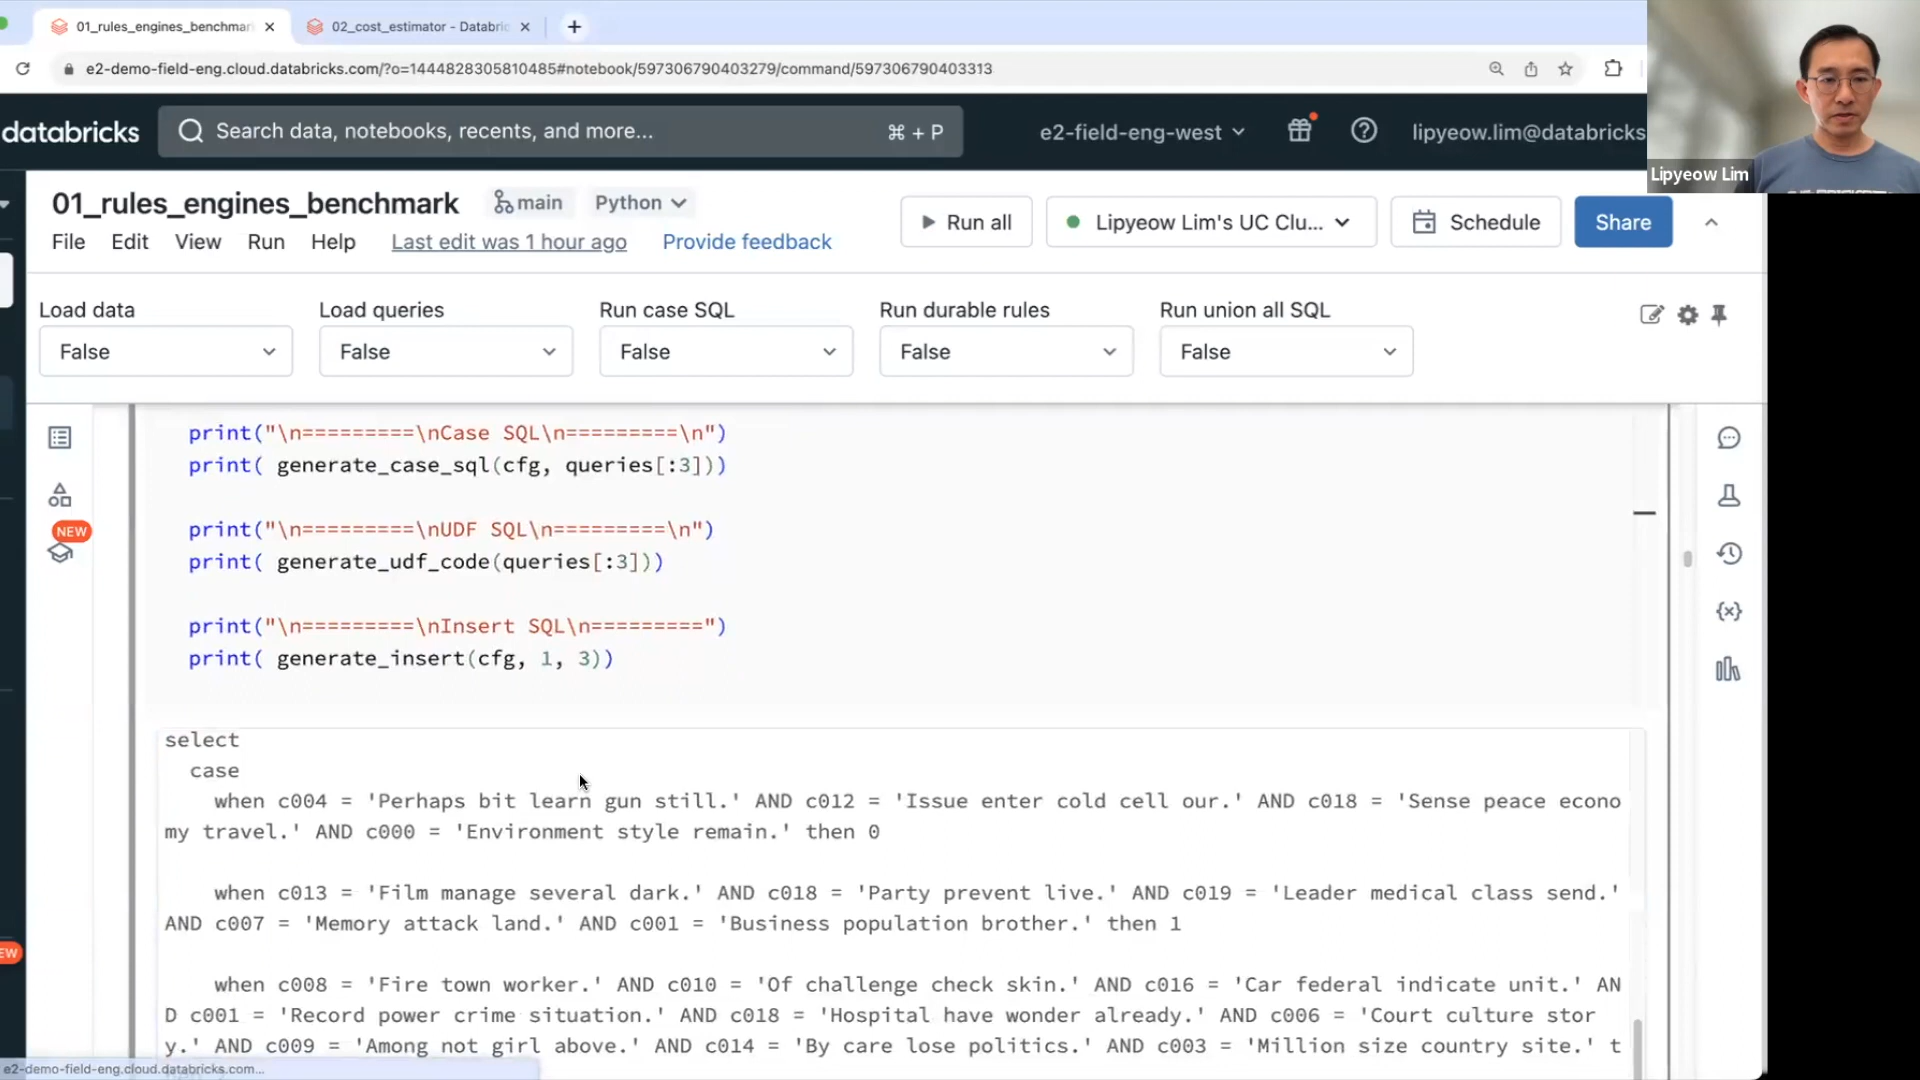 01_rules_engines_benchmar
02_cost_estimator - Databric
e2-demo-field-eng.cloud.databricks.com/?o=1444828305810485#notebook/597306790403279/command/597306790403313
databricks
Search data, notebooks, recents, and more...
⌘ + P
e2-field-eng-west
lipyeow.lim@databricks
Lipyeow Lim
01_rules_engines_benchmark
main
Python
Run all
Lipyeow Lim's UC Clu...
Schedule
Share
File Edit View Run Help Last edit was 1 hour ago Provide feedback
Load data Load queries Run case SQL Run durable rules Run union all SQL
False False False False False
print("\n=========\nCase SQL\n=========\n")
print( generate_case_sql(cfg, queries[:3]))
print("\n=========\nUDF SQL\n=========\n")
NEW
print( generate_udf_code(queries[:3]))
print("\n=========\nInsert SQL\n=========")
print( generate_insert(cfg, 1, 3))
select
case
when c004 = 'Perhaps bit learn gun still.' AND c012 = 'Issue enter cold cell our.' AND c018 = 'Sense peace econo
my travel.' AND c000 = 'Environment style remain.' then 0
when c013 = 'Film manage several dark.' AND c018 = 'Party prevent live.' AND c019 = 'Leader medical class send.'
AND c007 = 'Memory attack land.' AND c001 = 'Business population brother.' then 1
EW
when c008 = 'Fire town worker.' AND c010 = 'Of challenge check skin.' AND c016 = 'Car federal indicate unit.' AN
D c001 = 'Record power crime situation.' AND c018 = 'Hospital have wonder already.' AND c006 = 'Court culture stor
y.' AND c009 = 'Among not girl above.' AND c014 = 'By care lose politics.' AND c003 = 'Million size country site.' t
e2-demo-field-eng.cloud.databricks.com...